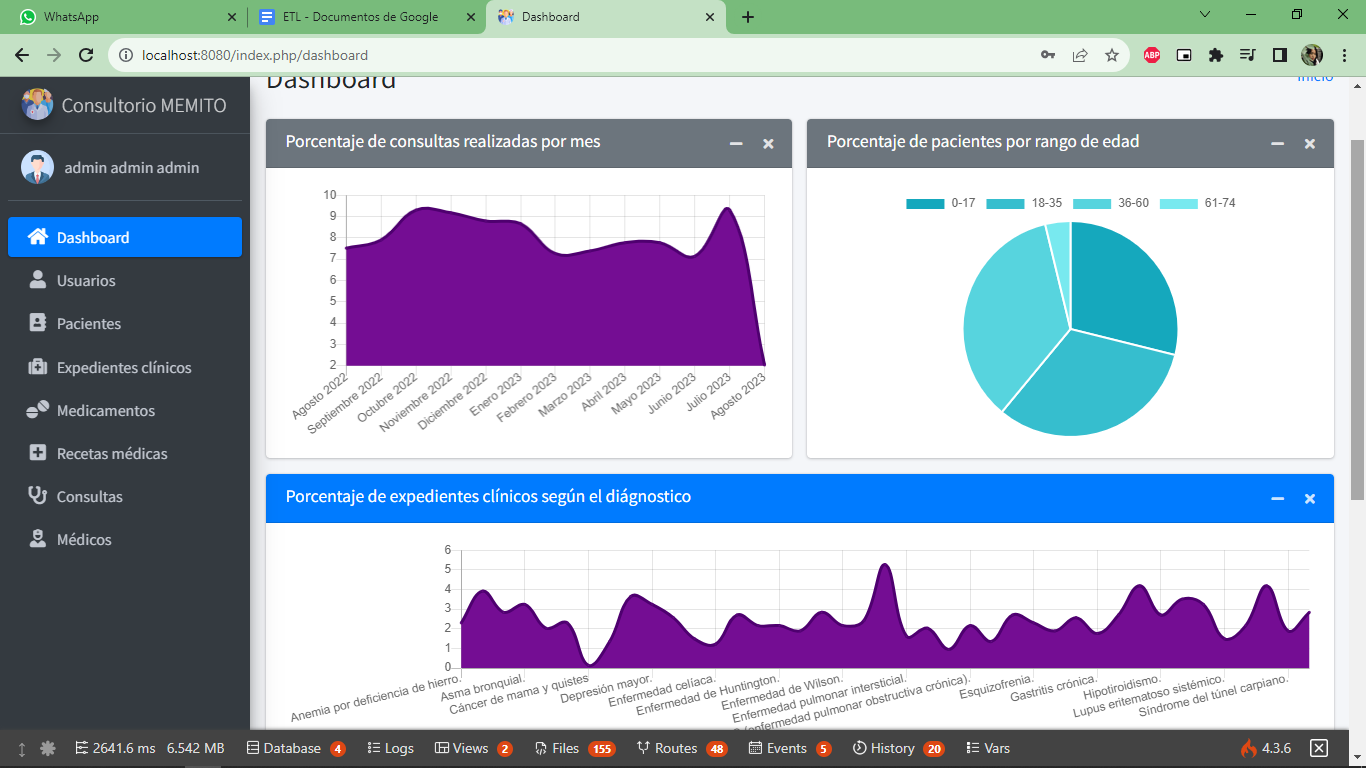 WhatsApp
ETL - Documentos de Google
Dashboard
localhost:8080/index.php/dashboard
ABP
Consultorio MEMITO
admin admin admin
Dashboard
Usuarios
Pacientes
Expedientes clínicos
Medicamentos
Recetas médicas
Consultas
Médicos
Dashboard
Inicio
Porcentaje de consultas realizadas por mes
10
9
8
7
6
5
4
3
2
Agosto 2022
Septiembre 2022
Octubre 2022
Noviembre 2022
Diciembre 2022
Enero 2023
Febrero 2023
Marzo 2023
Abril 2023
Mayo 2023
Junio 2023
Julio 2023
Agosto 2023
Porcentaje de pacientes por rango de edad
0-17 18-35 36-60 61-74
Porcentaje de expedientes clínicos según el diágnostico
6
5
4
3
2
1
0
Anemia por deficiencia de hierro.
Asma bronquial.
Cáncer de mama y quistes
Depresión mayor.
Enfermedad celíaca.
Enfermedad de Huntington.
Enfermedad de Wilson.
Enfermedad pulmonar intersticial.
(enfermedad pulmonar obstructiva crónica).
Esquizofrenia.
Gastritis crónica.
Hipotiroidismo.
Lupus eritematoso sistémico.
Síndrome del túnel carpiano.
2641.6 ms 6.542 MB Database 4 Logs Views 2 Files 155 Routes 48 Events 5 History 20 Vars 4.3.6